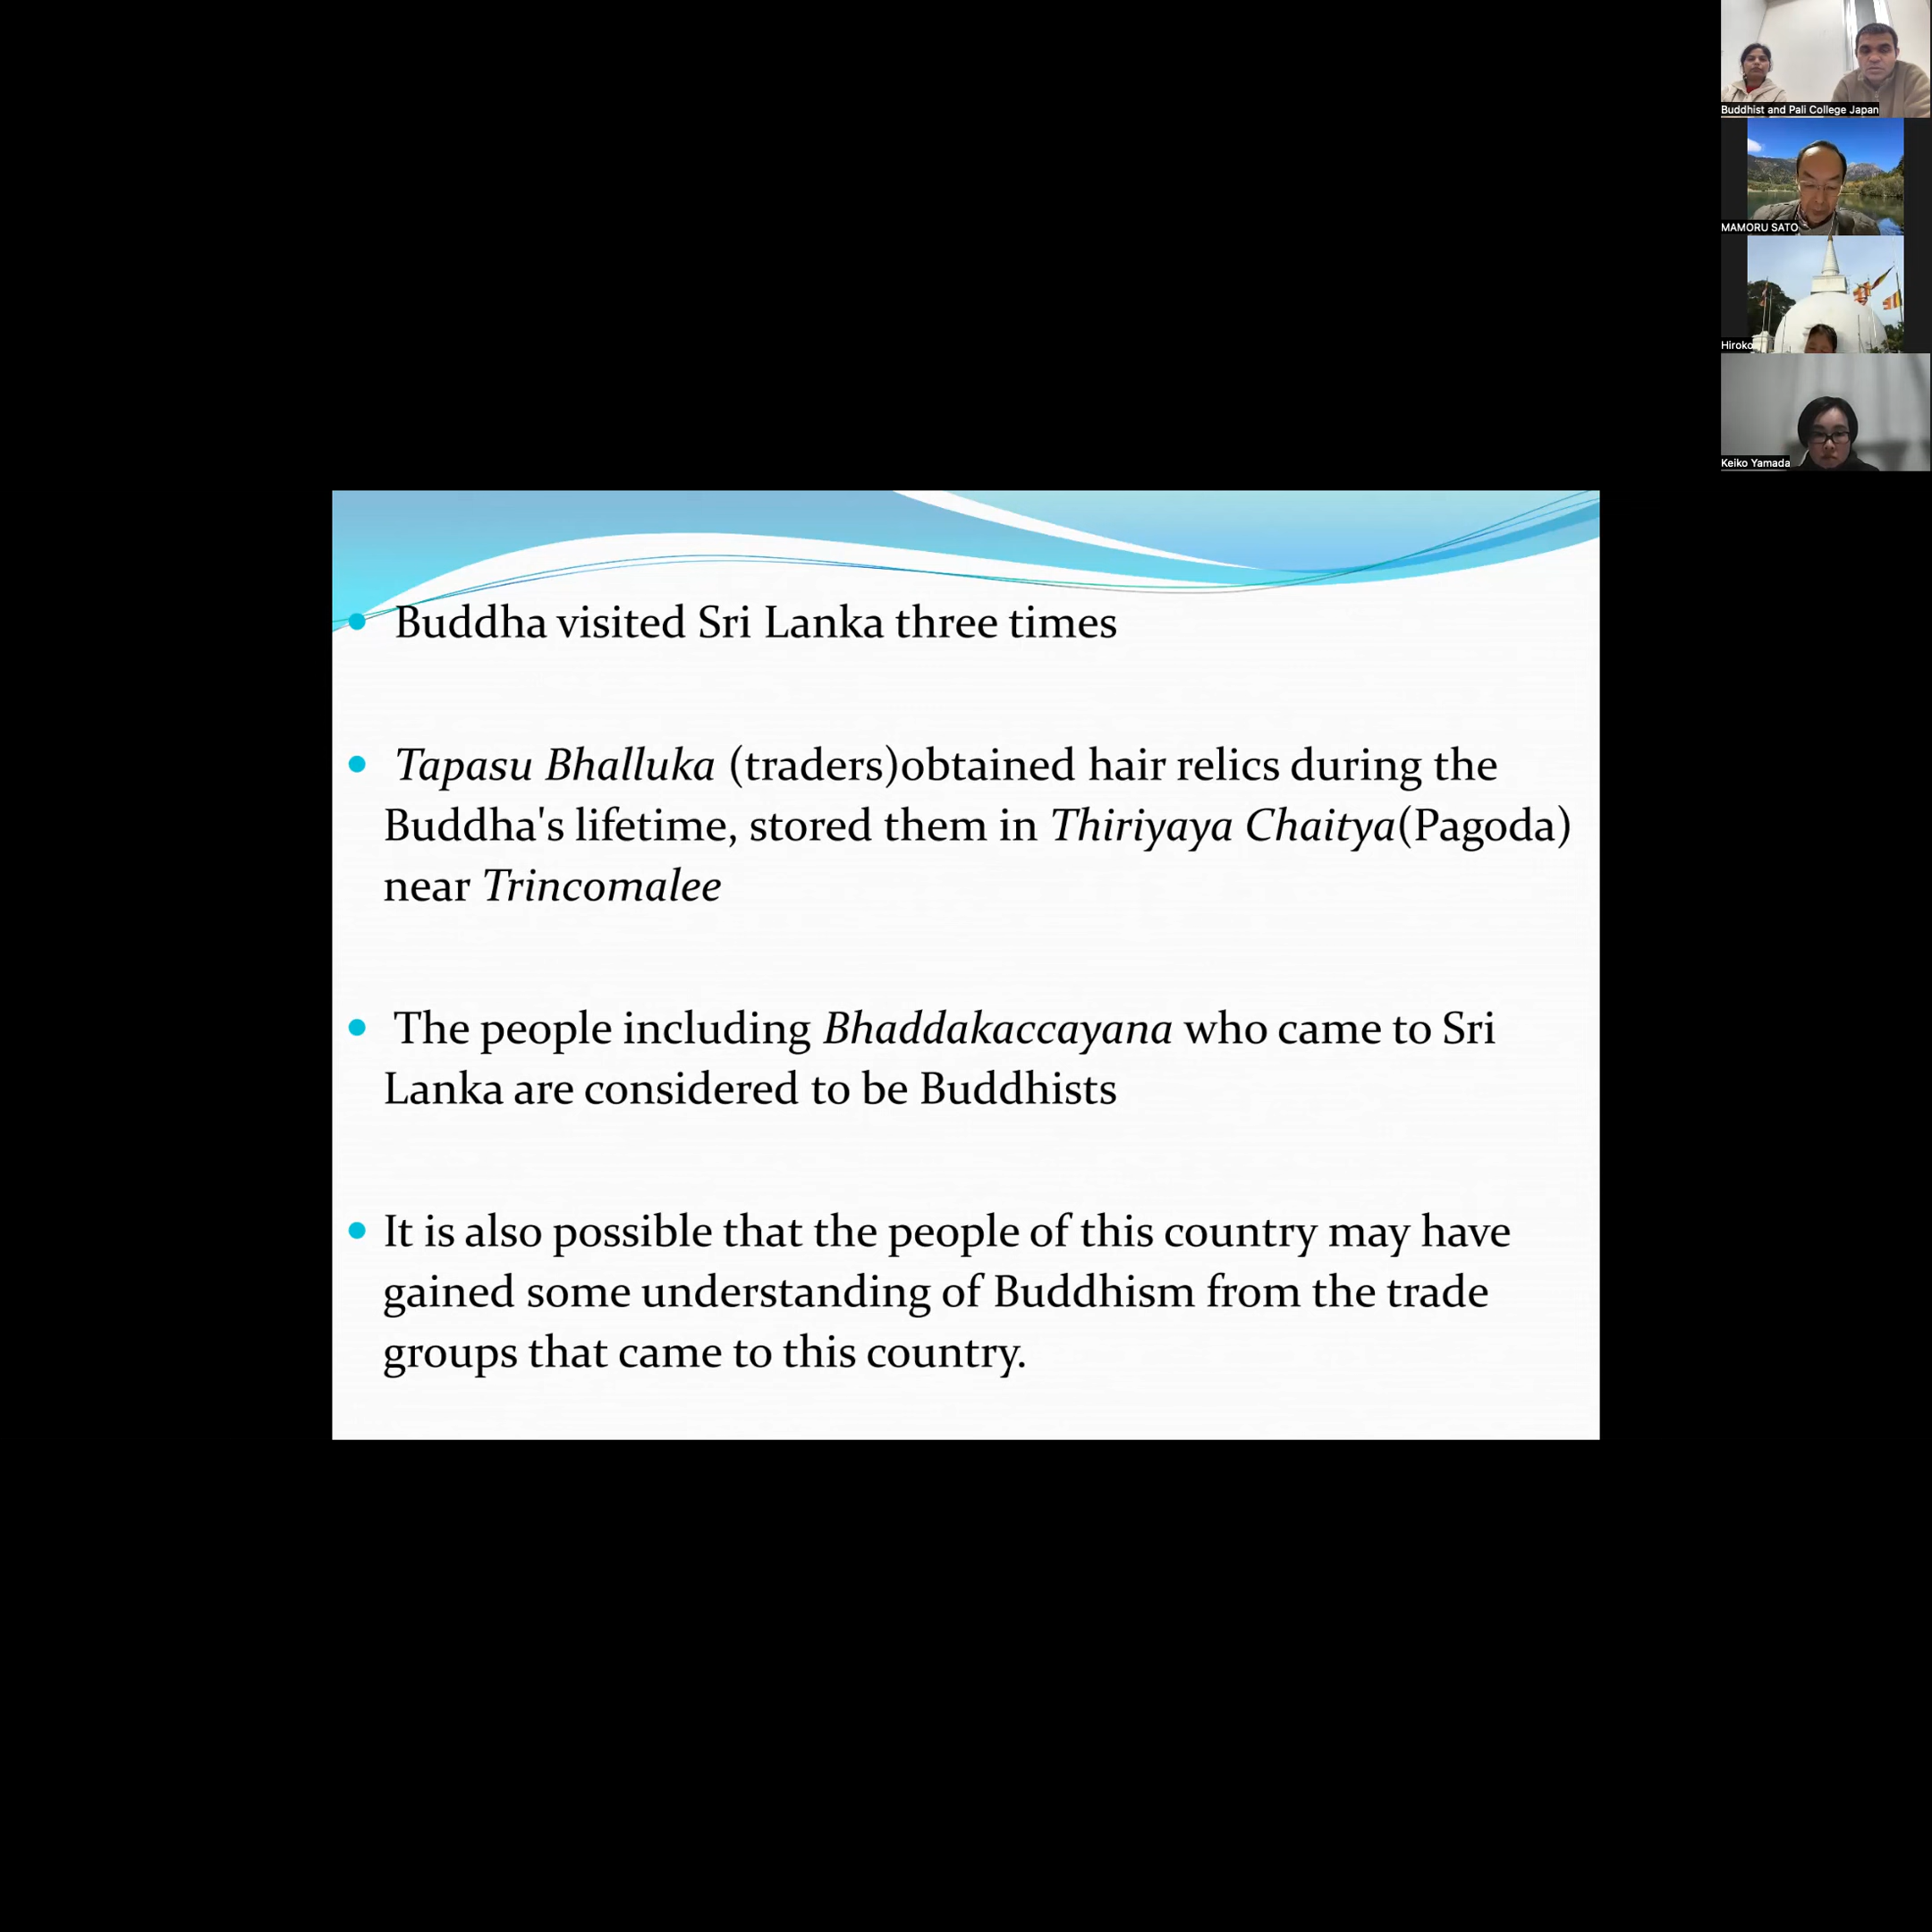 Buddhist and Pali College Japan
MAMORU SATO
Hiroko
Keiko Yamada
Buddha visited Sri Lanka three times
Tapasu Bhalluka (traders)obtained hair relics during the
Buddha's lifetime, stored them in Thiriyaya Chaitya(Pagoda)
near Trincomalee
The people including Bhaddakaccayana who came to Sri
Lanka are considered to be Buddhists
It is also possible that the people of this country may have
gained some understanding of Buddhism from the trade
groups that came to this country.